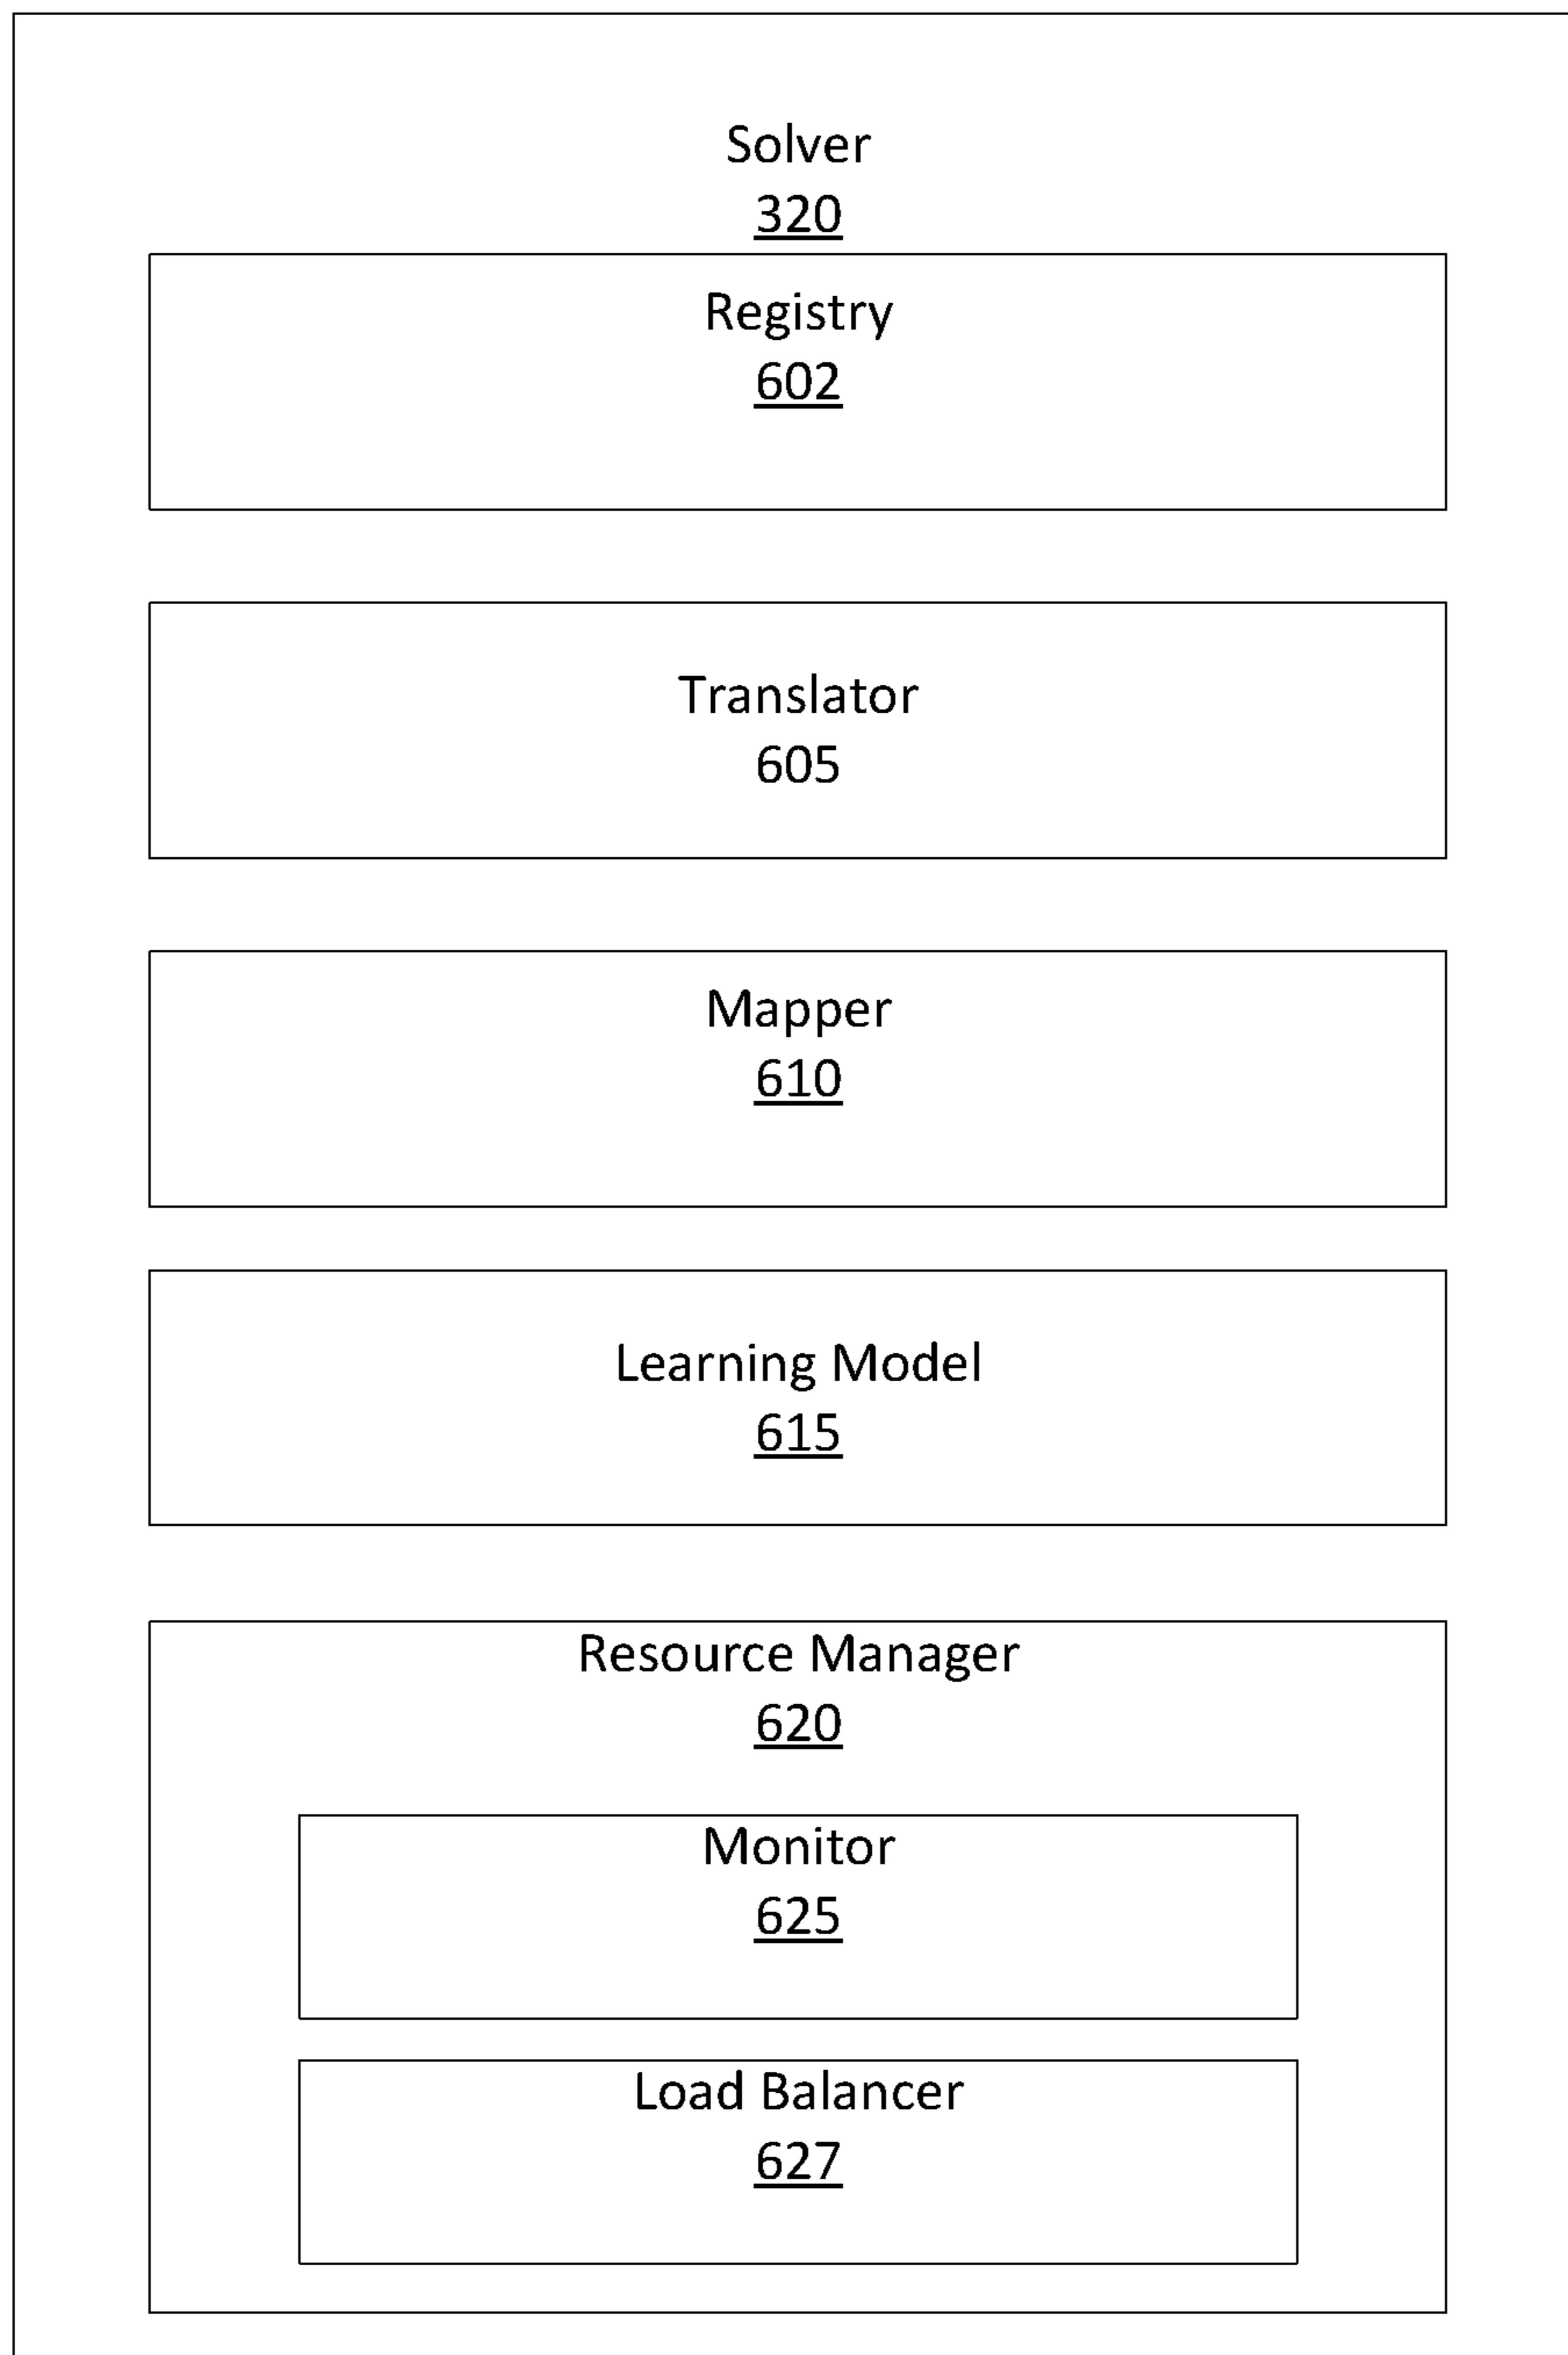 Solver
320
Registry
602
Translator
605
Mapper
610
Learning Model
615
Resource Manager
620
Monitor
625
Load Balancer
627